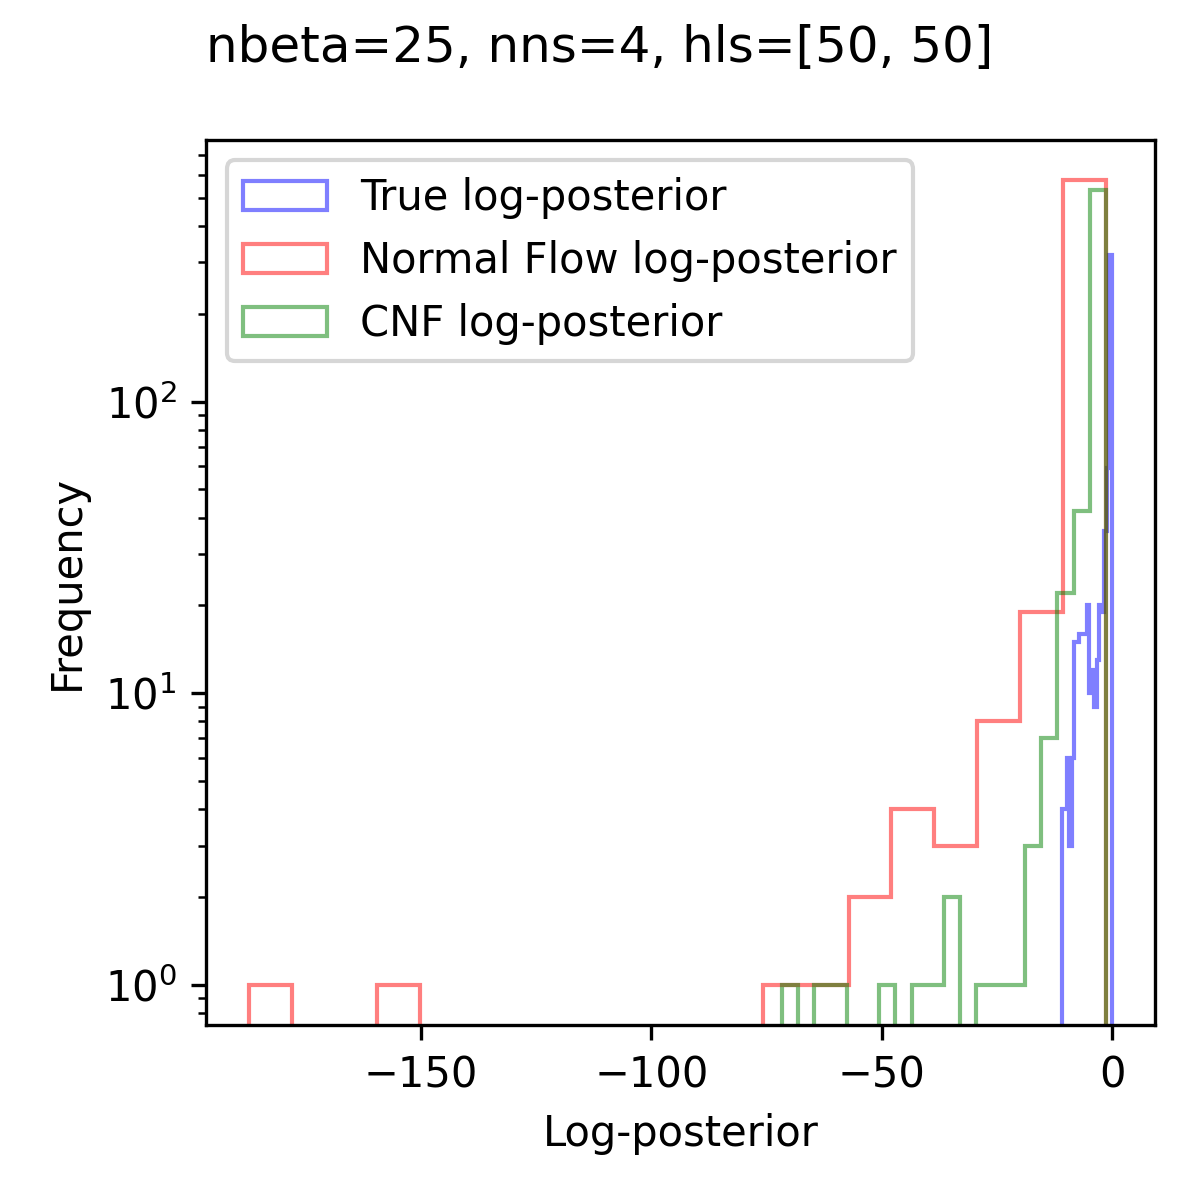 nbeta=25, nns=4, hls=[50, 50]
True log-posterior
Normal Flow log-posterior
CNF log-posterior
10²
10¹
10⁰
Frequency
−150 −100 −50 0
Log-posterior